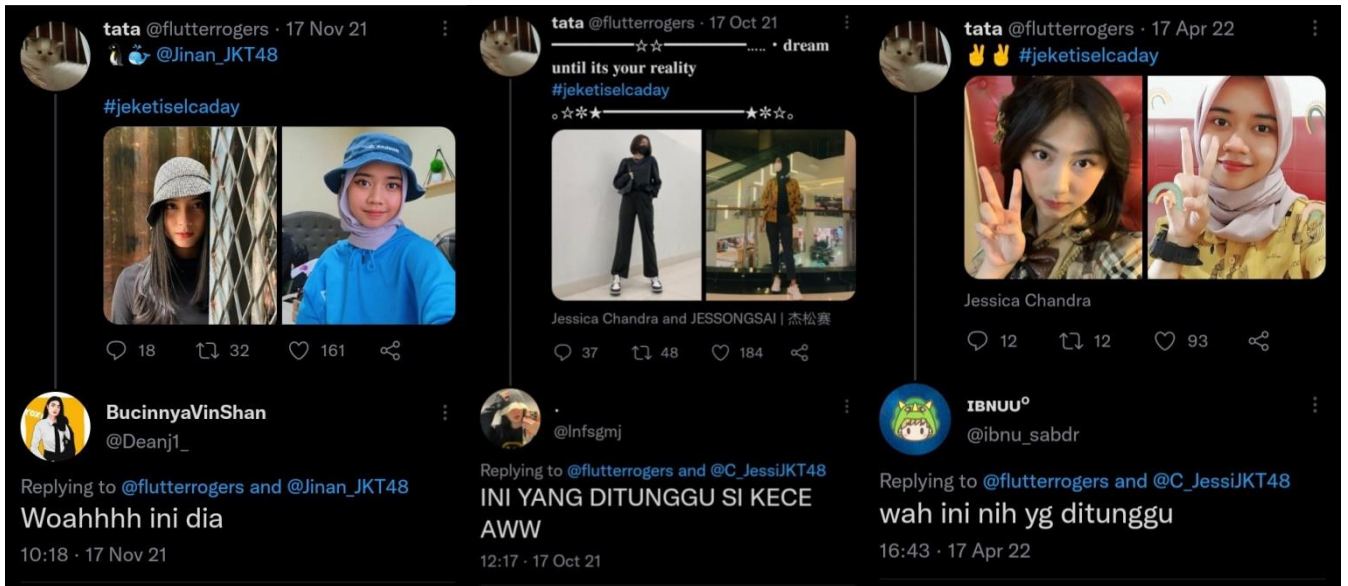 tata @flutterrogers · 17 Nov 21
🐧 🐳 @Jinan_JKT48
#jeketiselcaday
18 32 161
BucinnyaVinShan
@Deanj1_
Replying to @flutterrogers and @Jinan_JKT48
Woahhhh ini dia
10:18 · 17 Nov 21
tata @flutterrogers · 17 Oct 21
————☆☆————..... · dream
until its your reality
#jeketiselcaday
｡☆✼★————————★✼☆｡
Jessica Chandra and JESSONGSAI | 杰松赛
37 48 184
.
@lnfsgmj
Replying to @flutterrogers and @C_JessiJKT48
INI YANG DITUNGGU SI KECE
AWW
12:17 · 17 Oct 21
tata @flutterrogers · 17 Apr 22
✌️ ✌️ #jeketiselcaday
Jessica Chandra
12 12 93
ɪʙɴᴜᴜ⁰
@ibnu_sabdr
Replying to @flutterrogers and @C_JessiJKT48
wah ini nih yg ditunggu
16:43 · 17 Apr 22